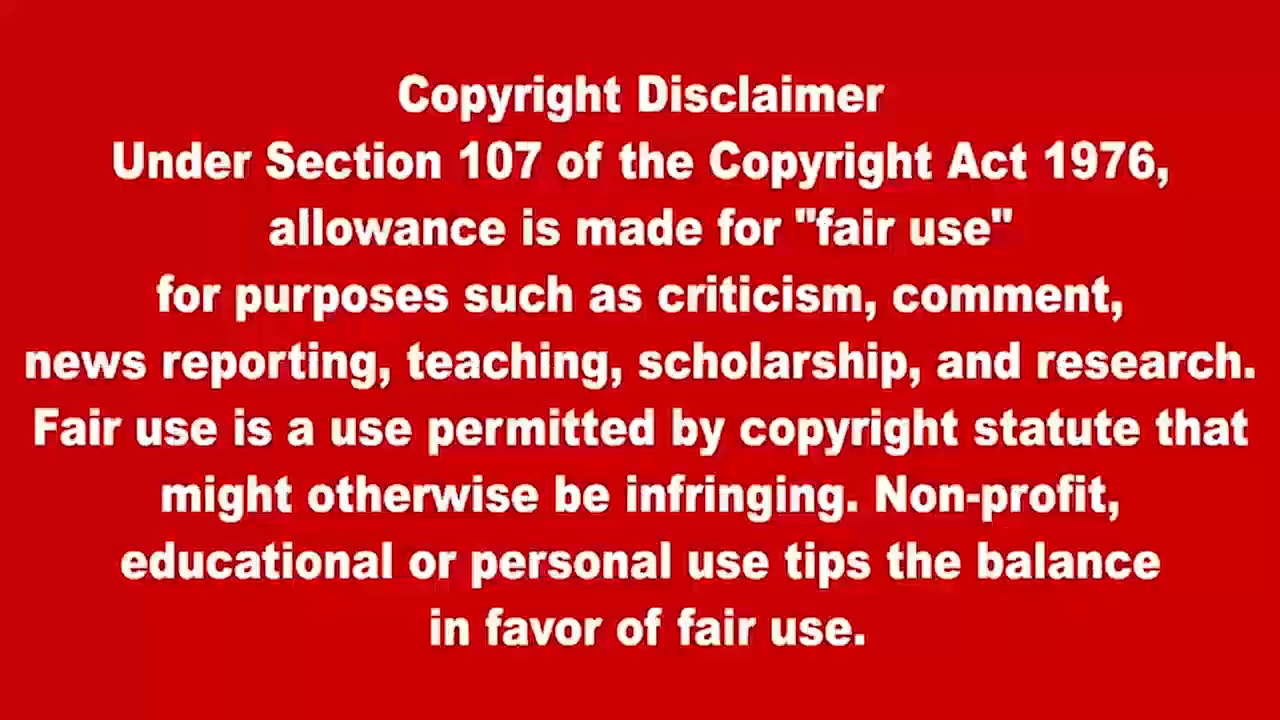 Copyright Disclaimer
Under Section 107 of the Copyright Act 1976,
allowance is made for "fair use"
for purposes such as criticism, comment,
news reporting, teaching, scholarship, and research.
Fair use is a use permitted by copyright statute that
might otherwise be infringing. Non-profit,
educational or personal use tips the balance
in favor of fair use.